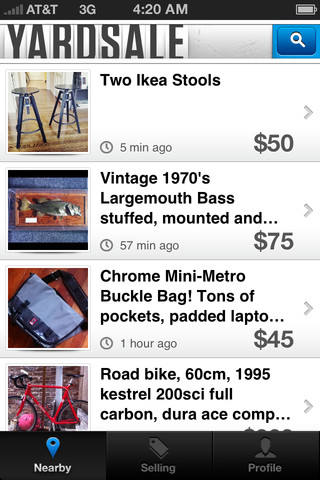 AT&T 3G 4:20 AM
YARDSALE
Two Ikea Stools
5 min ago $50
Vintage 1970's
Largemouth Bass
stuffed, mounted and…
57 min ago $75
Chrome Mini-Metro
Buckle Bag! Tons of
pockets, padded lapto…
1 hour ago $45
Road bike, 60cm, 1995
kestrel 200sci full
carbon, dura ace comp…
Nearby Selling Profile